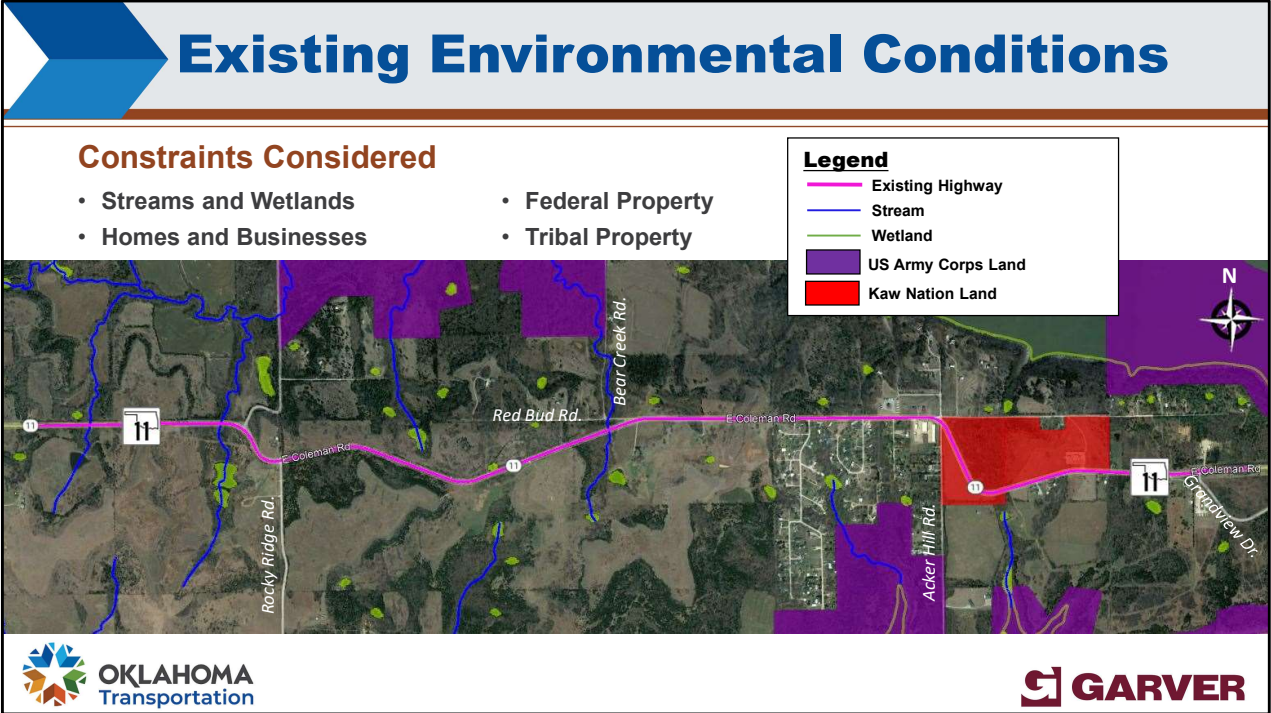 Existing Environmental Conditions
Constraints Considered
• Streams and Wetlands
• Homes and Businesses
• Federal Property
• Tribal Property
Legend
Existing Highway
Stream
Wetland
US Army Corps Land
Kaw Nation Land
N
Bear Creek Rd.
Red Bud Rd.
E Coleman Rd
11
11
E Coleman Rd
11
11
11
E Coleman Rd
Grandview Dr.
Rocky Ridge Rd.
Acker Hill Rd.
OKLAHOMA
Transportation
GARVER